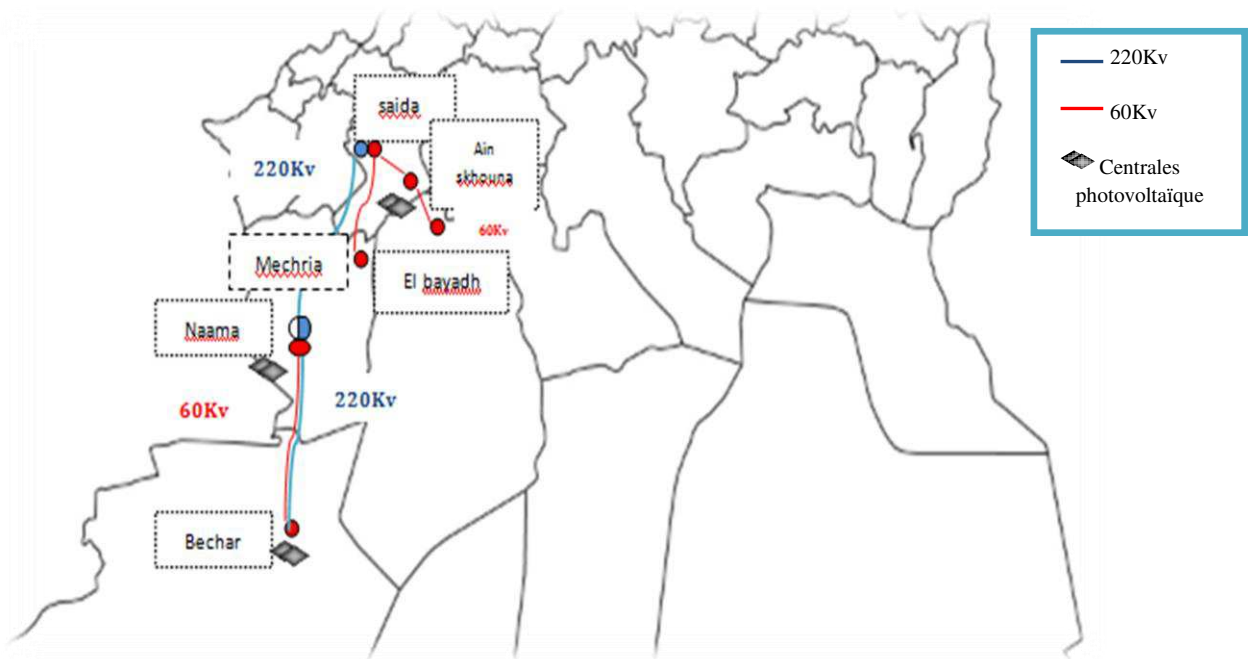 saida
Ain
skhouna
220Kv
60Kv
Mechria
El bayadh
Naama
220Kv
60Kv
Bechar
220Kv
60Kv
Centrales
photovoltaïque